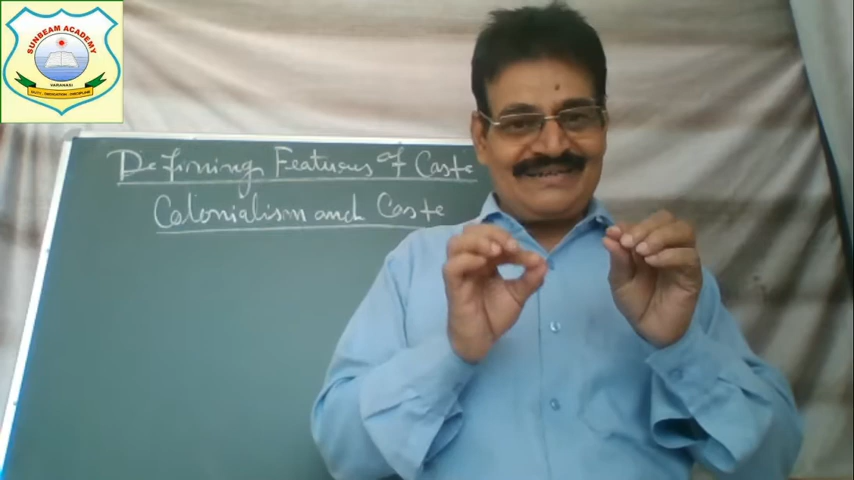 SUNBEAM ACADEMY
VARANASI
Defining Features of Caste
Colonialism and Caste